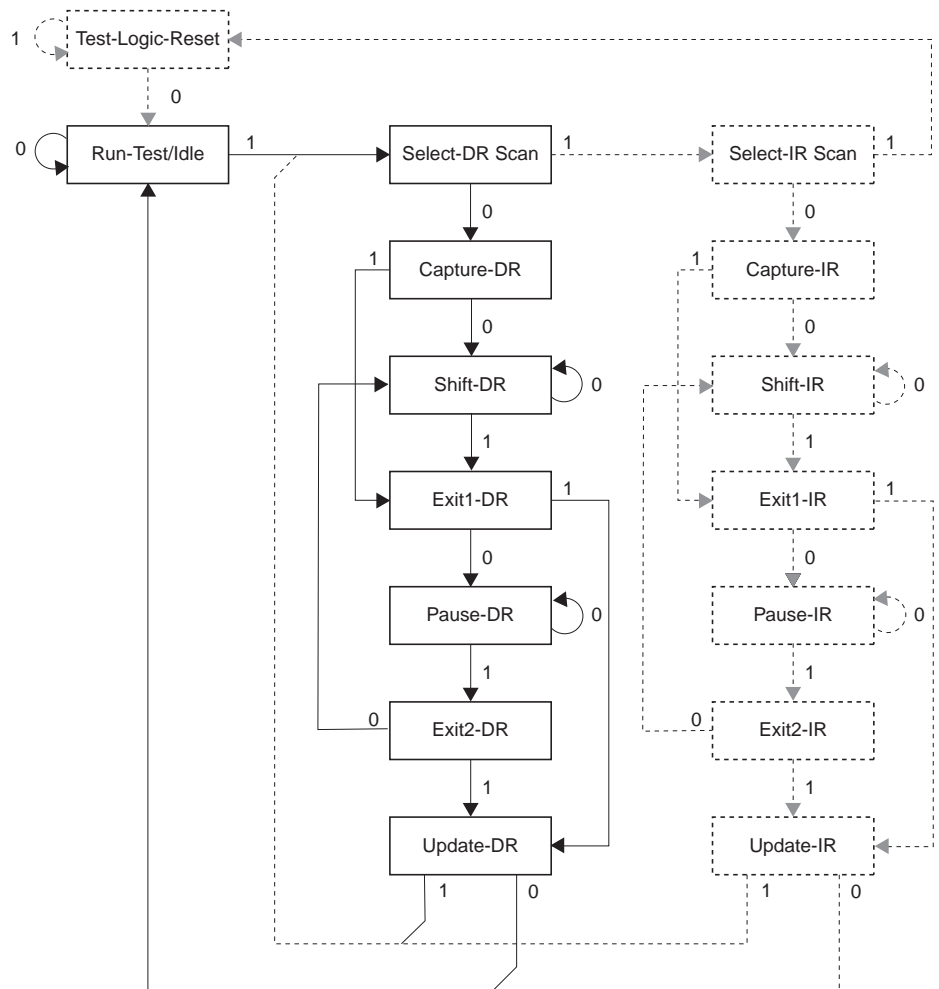 Test-Logic-Reset
1
0
0
Run-Test/Idle
1
Select-DR Scan
1
Select-IR Scan
1
0
0
1
Capture-DR
1
Capture-IR
0
0
Shift-DR
0
Shift-IR
0
1
1
Exit1-DR
1
Exit1-IR
1
0
0
Pause-DR
0
Pause-IR
0
1
1
0
Exit2-DR
0
Exit2-IR
1
1
Update-DR
Update-IR
1
0
1
0